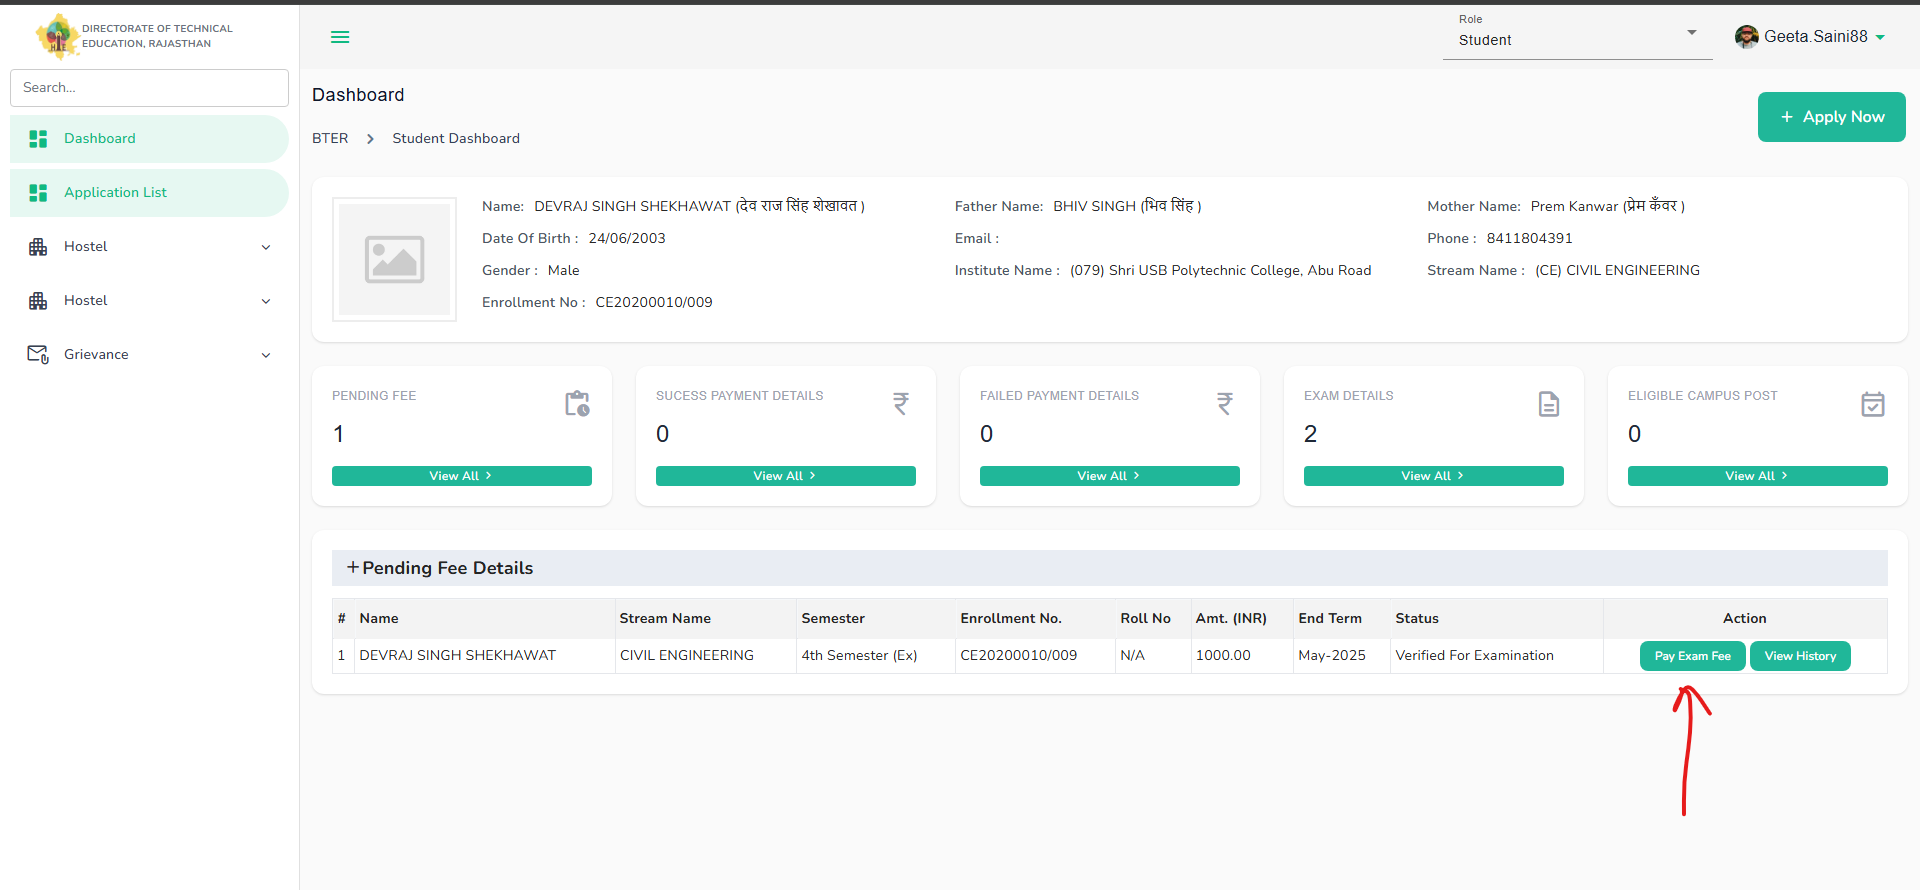 DIRECTORATE OF TECHNICAL
EDUCATION, RAJASTHAN
Search...
Dashboard
Application List
Hostel
Hostel
Grievance
Role
Student
Geeta.Saini88
Dashboard
BTER > Student Dashboard
+ Apply Now
Name: DEVRAJ SINGH SHEKHAWAT (देव राज सिंह शेखावत )
Father Name: BHIV SINGH (भिव सिंह )
Mother Name: Prem Kanwar (प्रेम कँवर )
Date Of Birth : 24/06/2003
Email :
Phone : 8411804391
Gender : Male
Institute Name : (079) Shri USB Polytechnic College, Abu Road
Stream Name : (CE) CIVIL ENGINEERING
Enrollment No : CE20200010/009
PENDING FEE
1
View All >
SUCESS PAYMENT DETAILS
₹
0
View All >
FAILED PAYMENT DETAILS
₹
0
View All >
EXAM DETAILS
2
View All >
ELIGIBLE CAMPUS POST
0
View All >
+Pending Fee Details
# Name Stream Name Semester Enrollment No. Roll No Amt. (INR) End Term Status Action
1 DEVRAJ SINGH SHEKHAWAT CIVIL ENGINEERING 4th Semester (Ex) CE20200010/009 N/A 1000.00 May-2025 Verified For Examination Pay Exam Fee View History